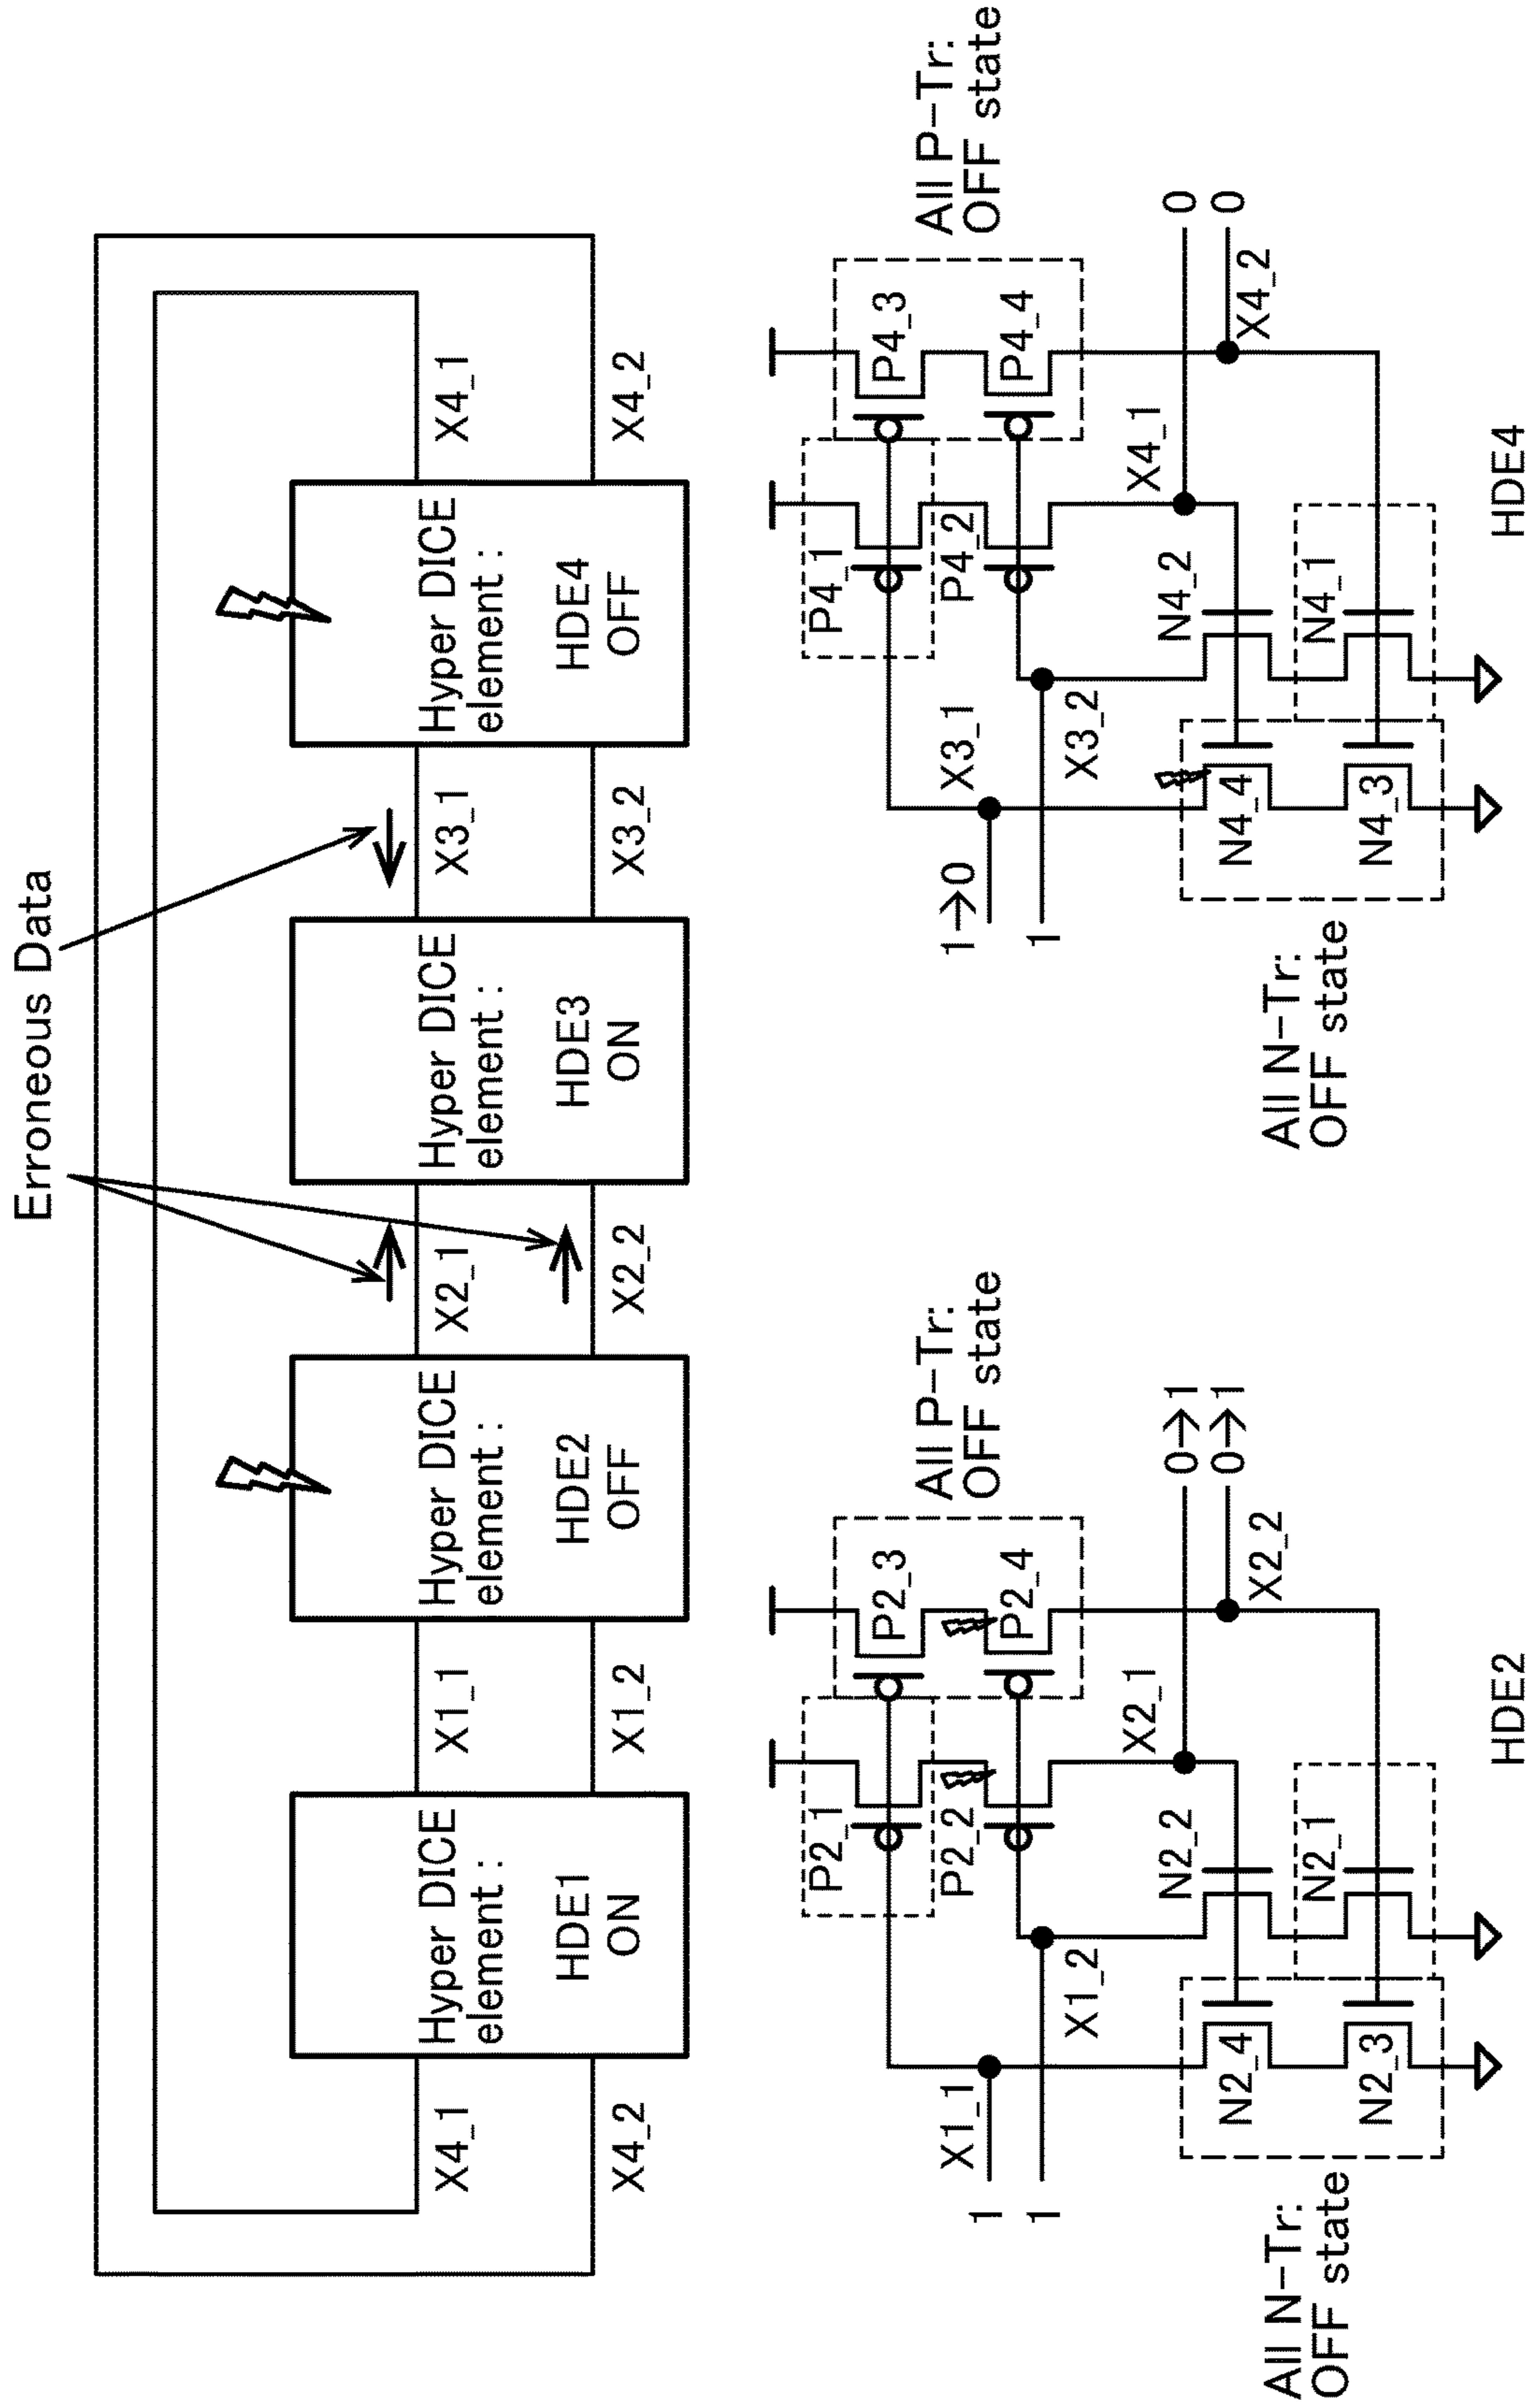 Erroneous Data
X4_1
X4_2
Hyper DICE
element :
HDE1
ON
X1_1
X1_2
Hyper DICE
element :
HDE2
OFF
X2_1
X2_2
Hyper DICE
element :
HDE3
ON
X3_1
X3_2
Hyper DICE
element :
HDE4
OFF
X4_1
X4_2
All P-Tr:
OFF state
P2_1
P2_3
P2_2
P2_4
X1_1
1
1
X1_2
X2_1
0→1
0→1
X2_2
N2_2
N2_4
N2_1
N2_3
All N-Tr:
OFF state
HDE2
All P-Tr:
OFF state
P4_1
P4_3
P4_2
P4_4
X3_1
1→0
1
X3_2
X4_1
0
0
X4_2
N4_2
N4_4
N4_1
N4_3
All N-Tr:
OFF state
HDE4